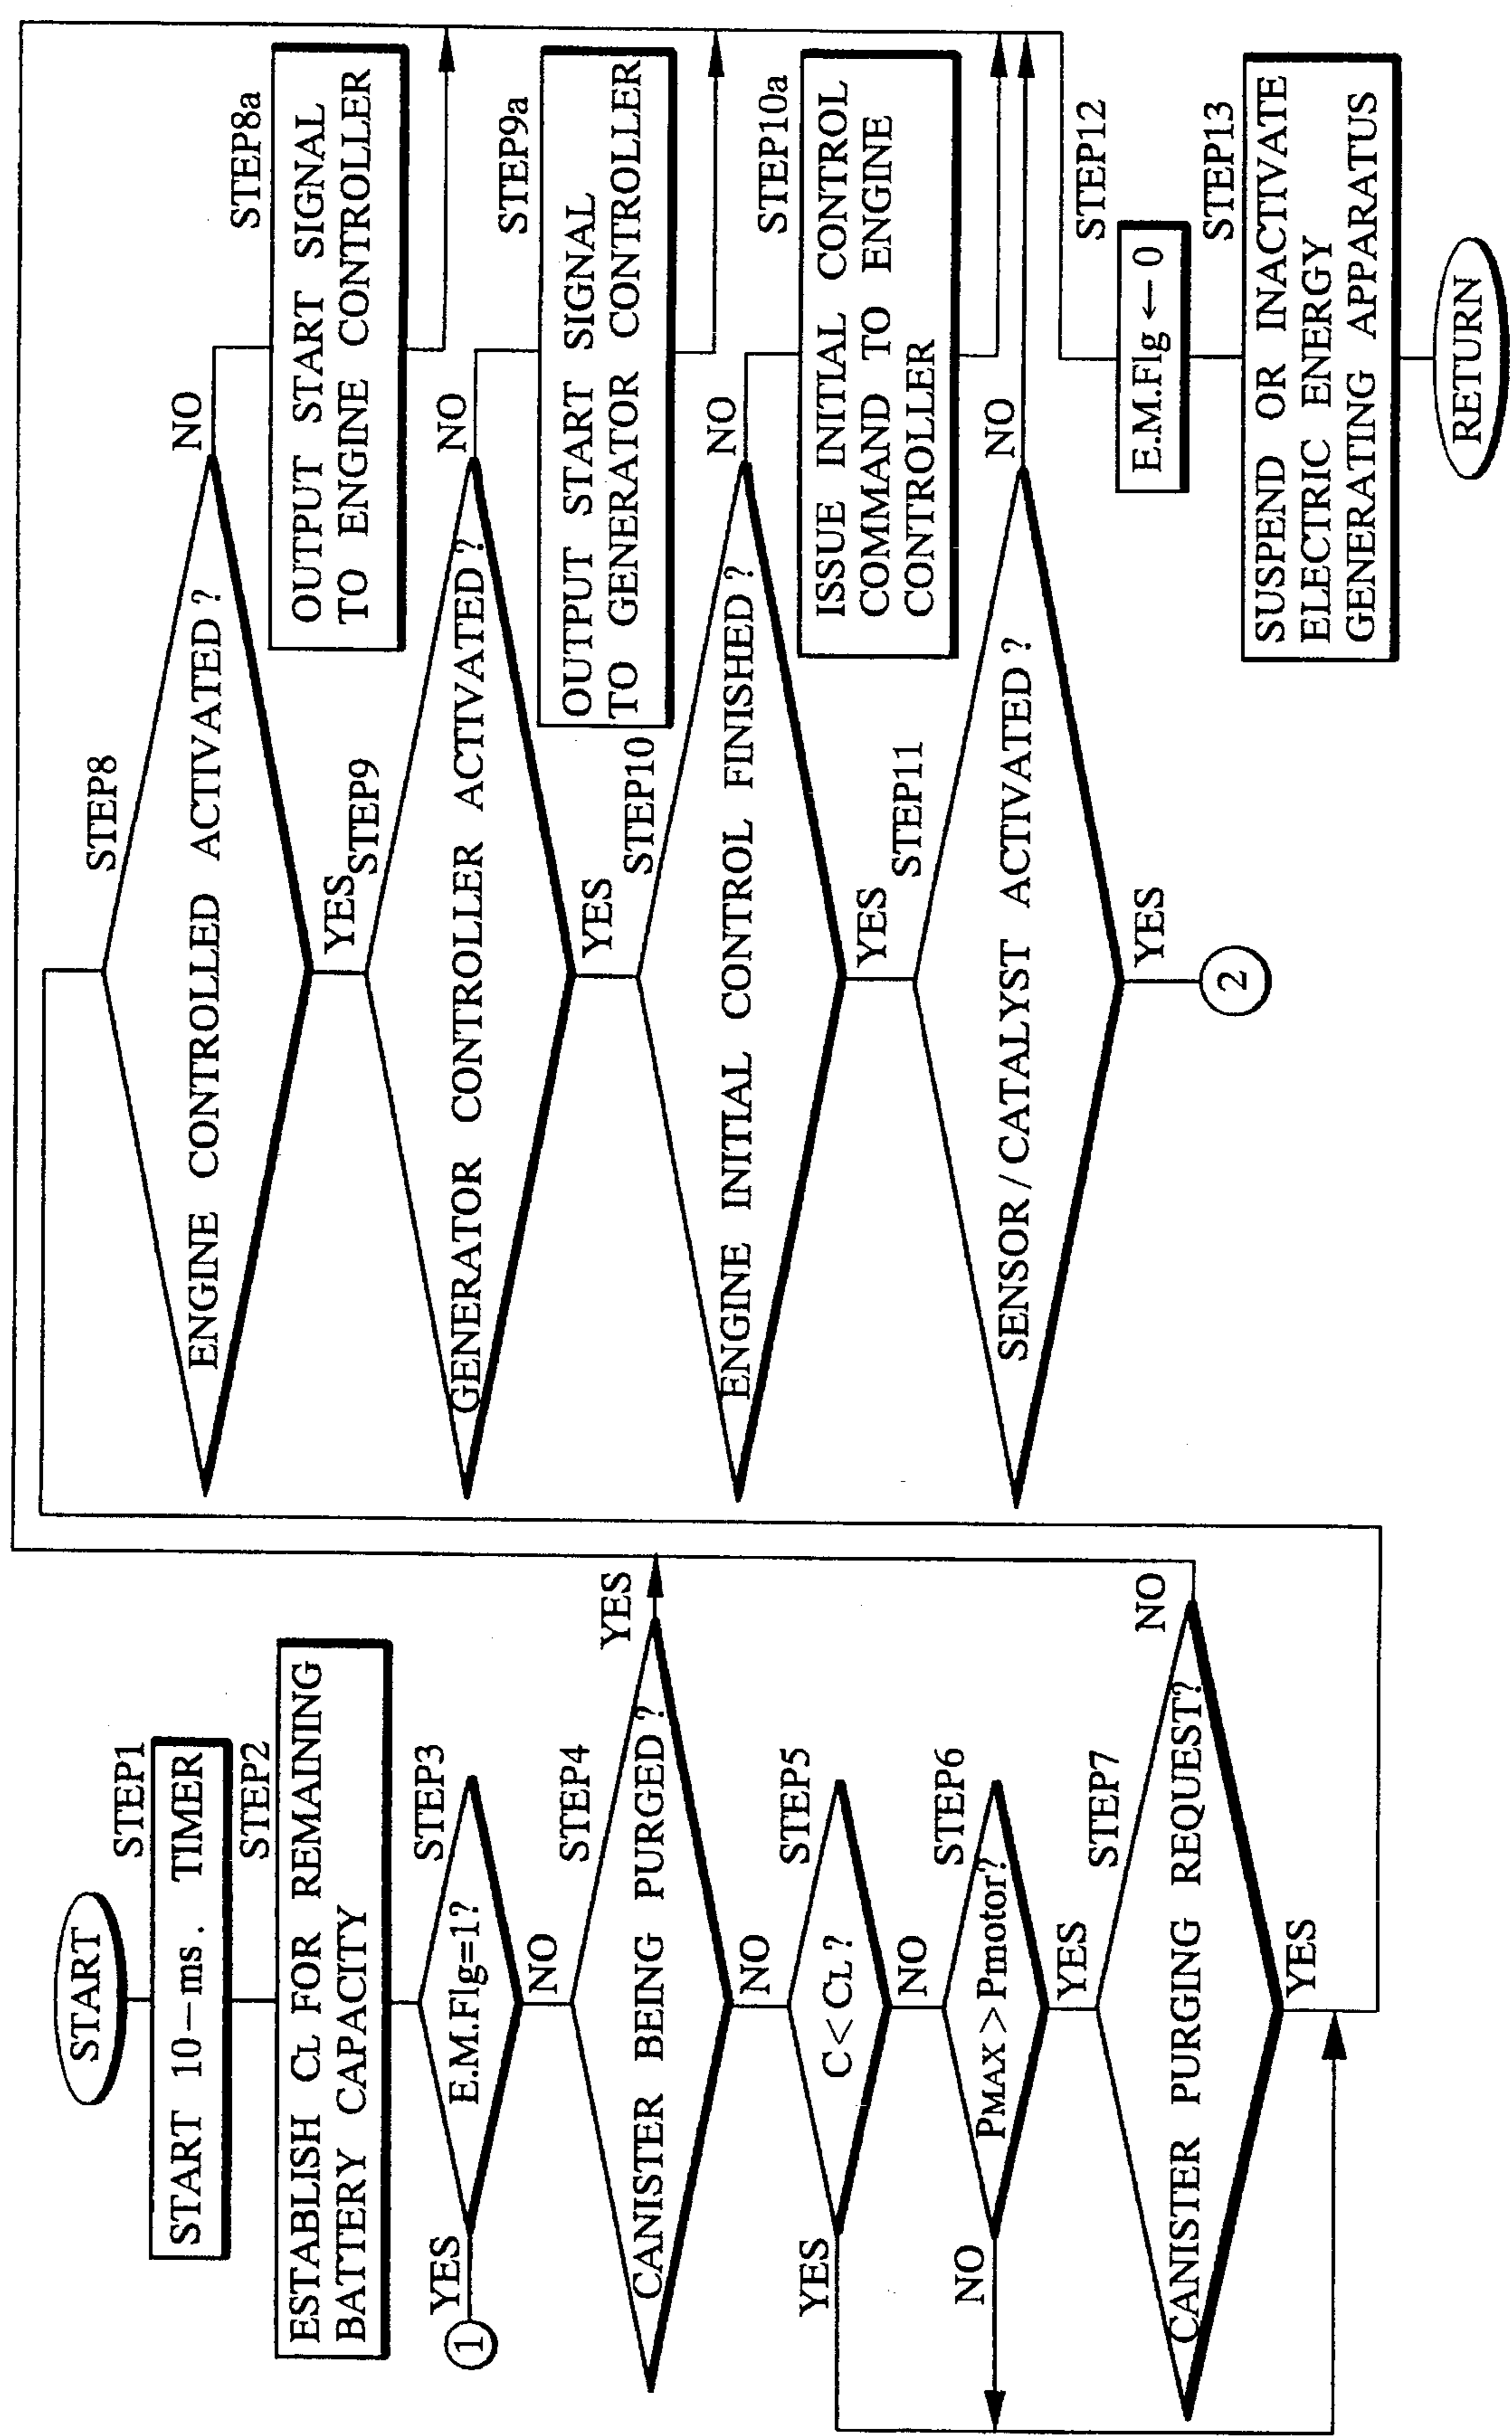 START
STEP1
START 10-ms. TIMER
STEP2
ESTABLISH CL FOR REMAINING
BATTERY CAPACITY
STEP3
E.M.Flg=1?
YES
1
NO
STEP4
CANISTER BEING PURGED?
YES
NO
STEP5
C<CL?
YES
NO
STEP6
PMAX>Pmotor?
NO
YES
STEP7
CANISTER PURGING REQUEST?
NO
YES
STEP8
ENGINE CONTROLLED ACTIVATED?
NO
STEP8a
OUTPUT START SIGNAL
TO ENGINE CONTROLLER
YES
STEP9
GENERATOR CONTROLLER ACTIVATED?
NO
STEP9a
OUTPUT START SIGNAL
TO GENERATOR CONTROLLER
YES
STEP10
ENGINE INITIAL CONTROL FINISHED?
NO
STEP10a
ISSUE INITIAL CONTROL
COMMAND TO ENGINE
CONTROLLER
YES
STEP11
SENSOR/CATALYST ACTIVATED?
NO
YES
2
STEP12
E.M.Flg←0
STEP13
SUSPEND OR INACTIVATE
ELECTRIC ENERGY
GENERATING APPARATUS
RETURN